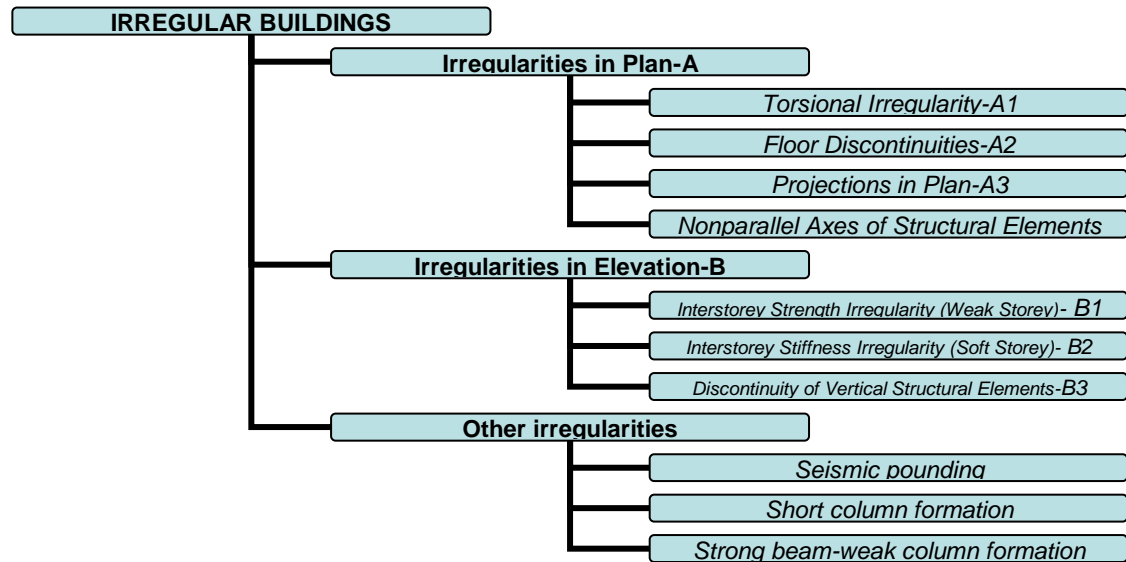 IRREGULAR BUILDINGS
Irregularities in Plan-A
Torsional Irregularity-A1
Floor Discontinuities-A2
Projections in Plan-A3
Nonparallel Axes of Structural Elements
Irregularities in Elevation-B
Interstorey Strength Irregularity (Weak Storey)- B1
Interstorey Stiffness Irregularity (Soft Storey)- B2
Discontinuity of Vertical Structural Elements-B3
Other irregularities
Seismic pounding
Short column formation
Strong beam-weak column formation